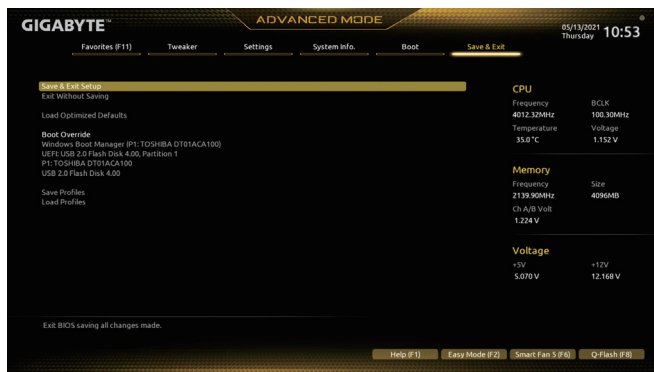 GIGABYTE™
ADVANCED MODE
05/13/2021
Thursday
10:53
Favorites (F11)
Tweaker
Settings
System Info.
Boot
Save & Exit
Save & Exit Setup
Exit Without Saving
Load Optimized Defaults
Boot Override
Windows Boot Manager (P1: TOSHIBA DT01ACA100)
UEFI: USB 2.0 Flash Disk 4.00, Partition 1
P1: TOSHIBA DT01ACA100
USB 2.0 Flash Disk 4.00
Save Profiles
Load Profiles
CPU
Frequency BCLK
4012.32MHz 100.30MHz
Temperature Voltage
35.0 °C 1.152 V
Memory
Frequency Size
2139.90MHz 4096MB
Ch A/B Volt
1.224 V
Voltage
+5V +12V
5.070 V 12.168 V
Exit BIOS saving all changes made.
Help (F1)
Easy Mode (F2)
Smart Fan 5 (F6)
Q-Flash (F8)